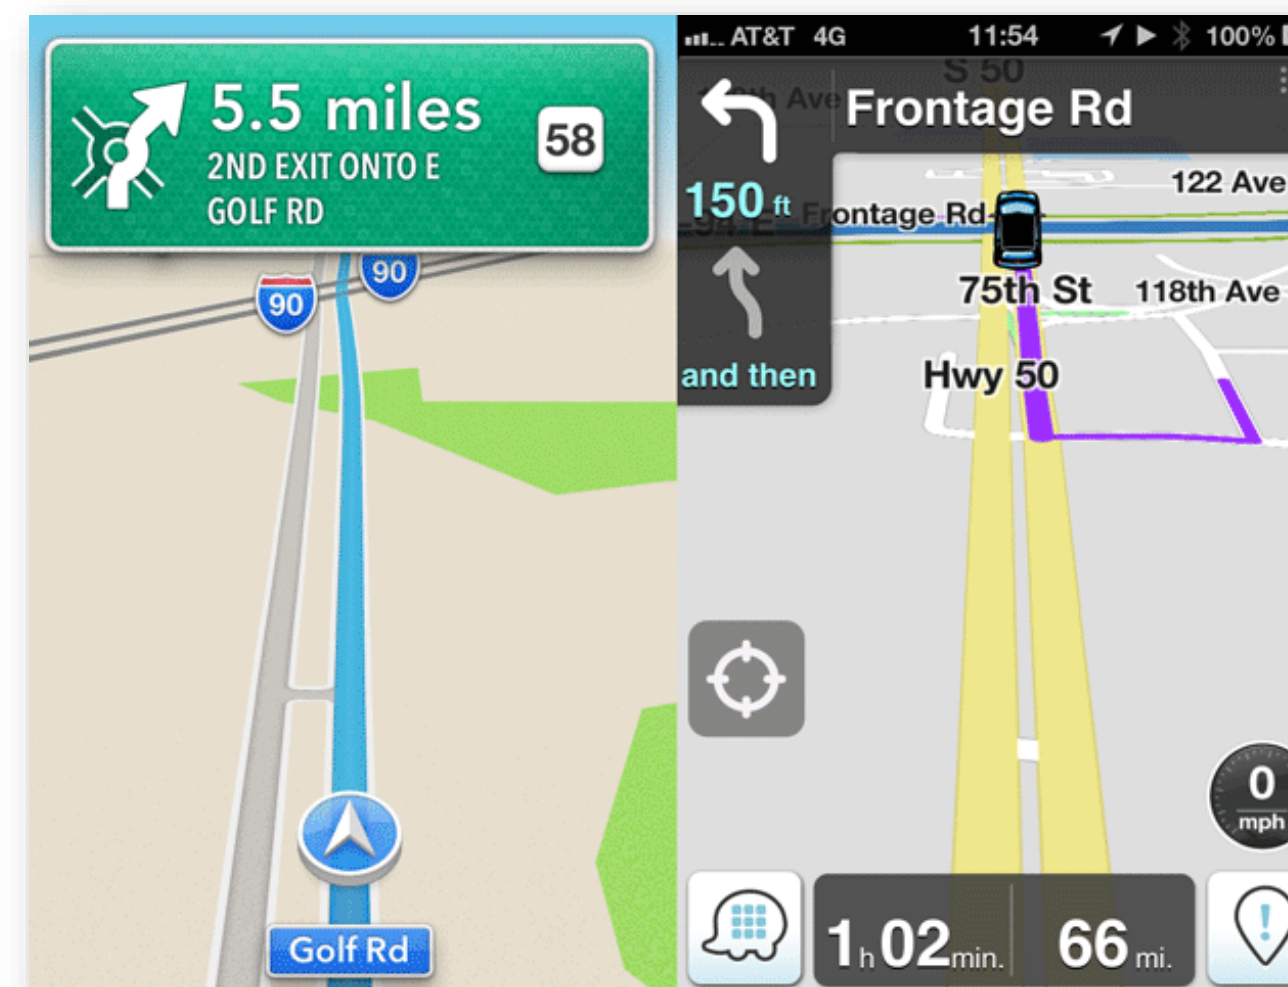 5.5 miles
2ND EXIT ONTO E
GOLF RD
58
90
90
Golf Rd
AT&T 4G 11:54 100%
S 50
Ave
Frontage Rd
150 ft
122 Ave
Frontage Rd
-94 E
75th St
118th Ave
and then
Hwy 50
0
mph
1h 02min. 66 mi.